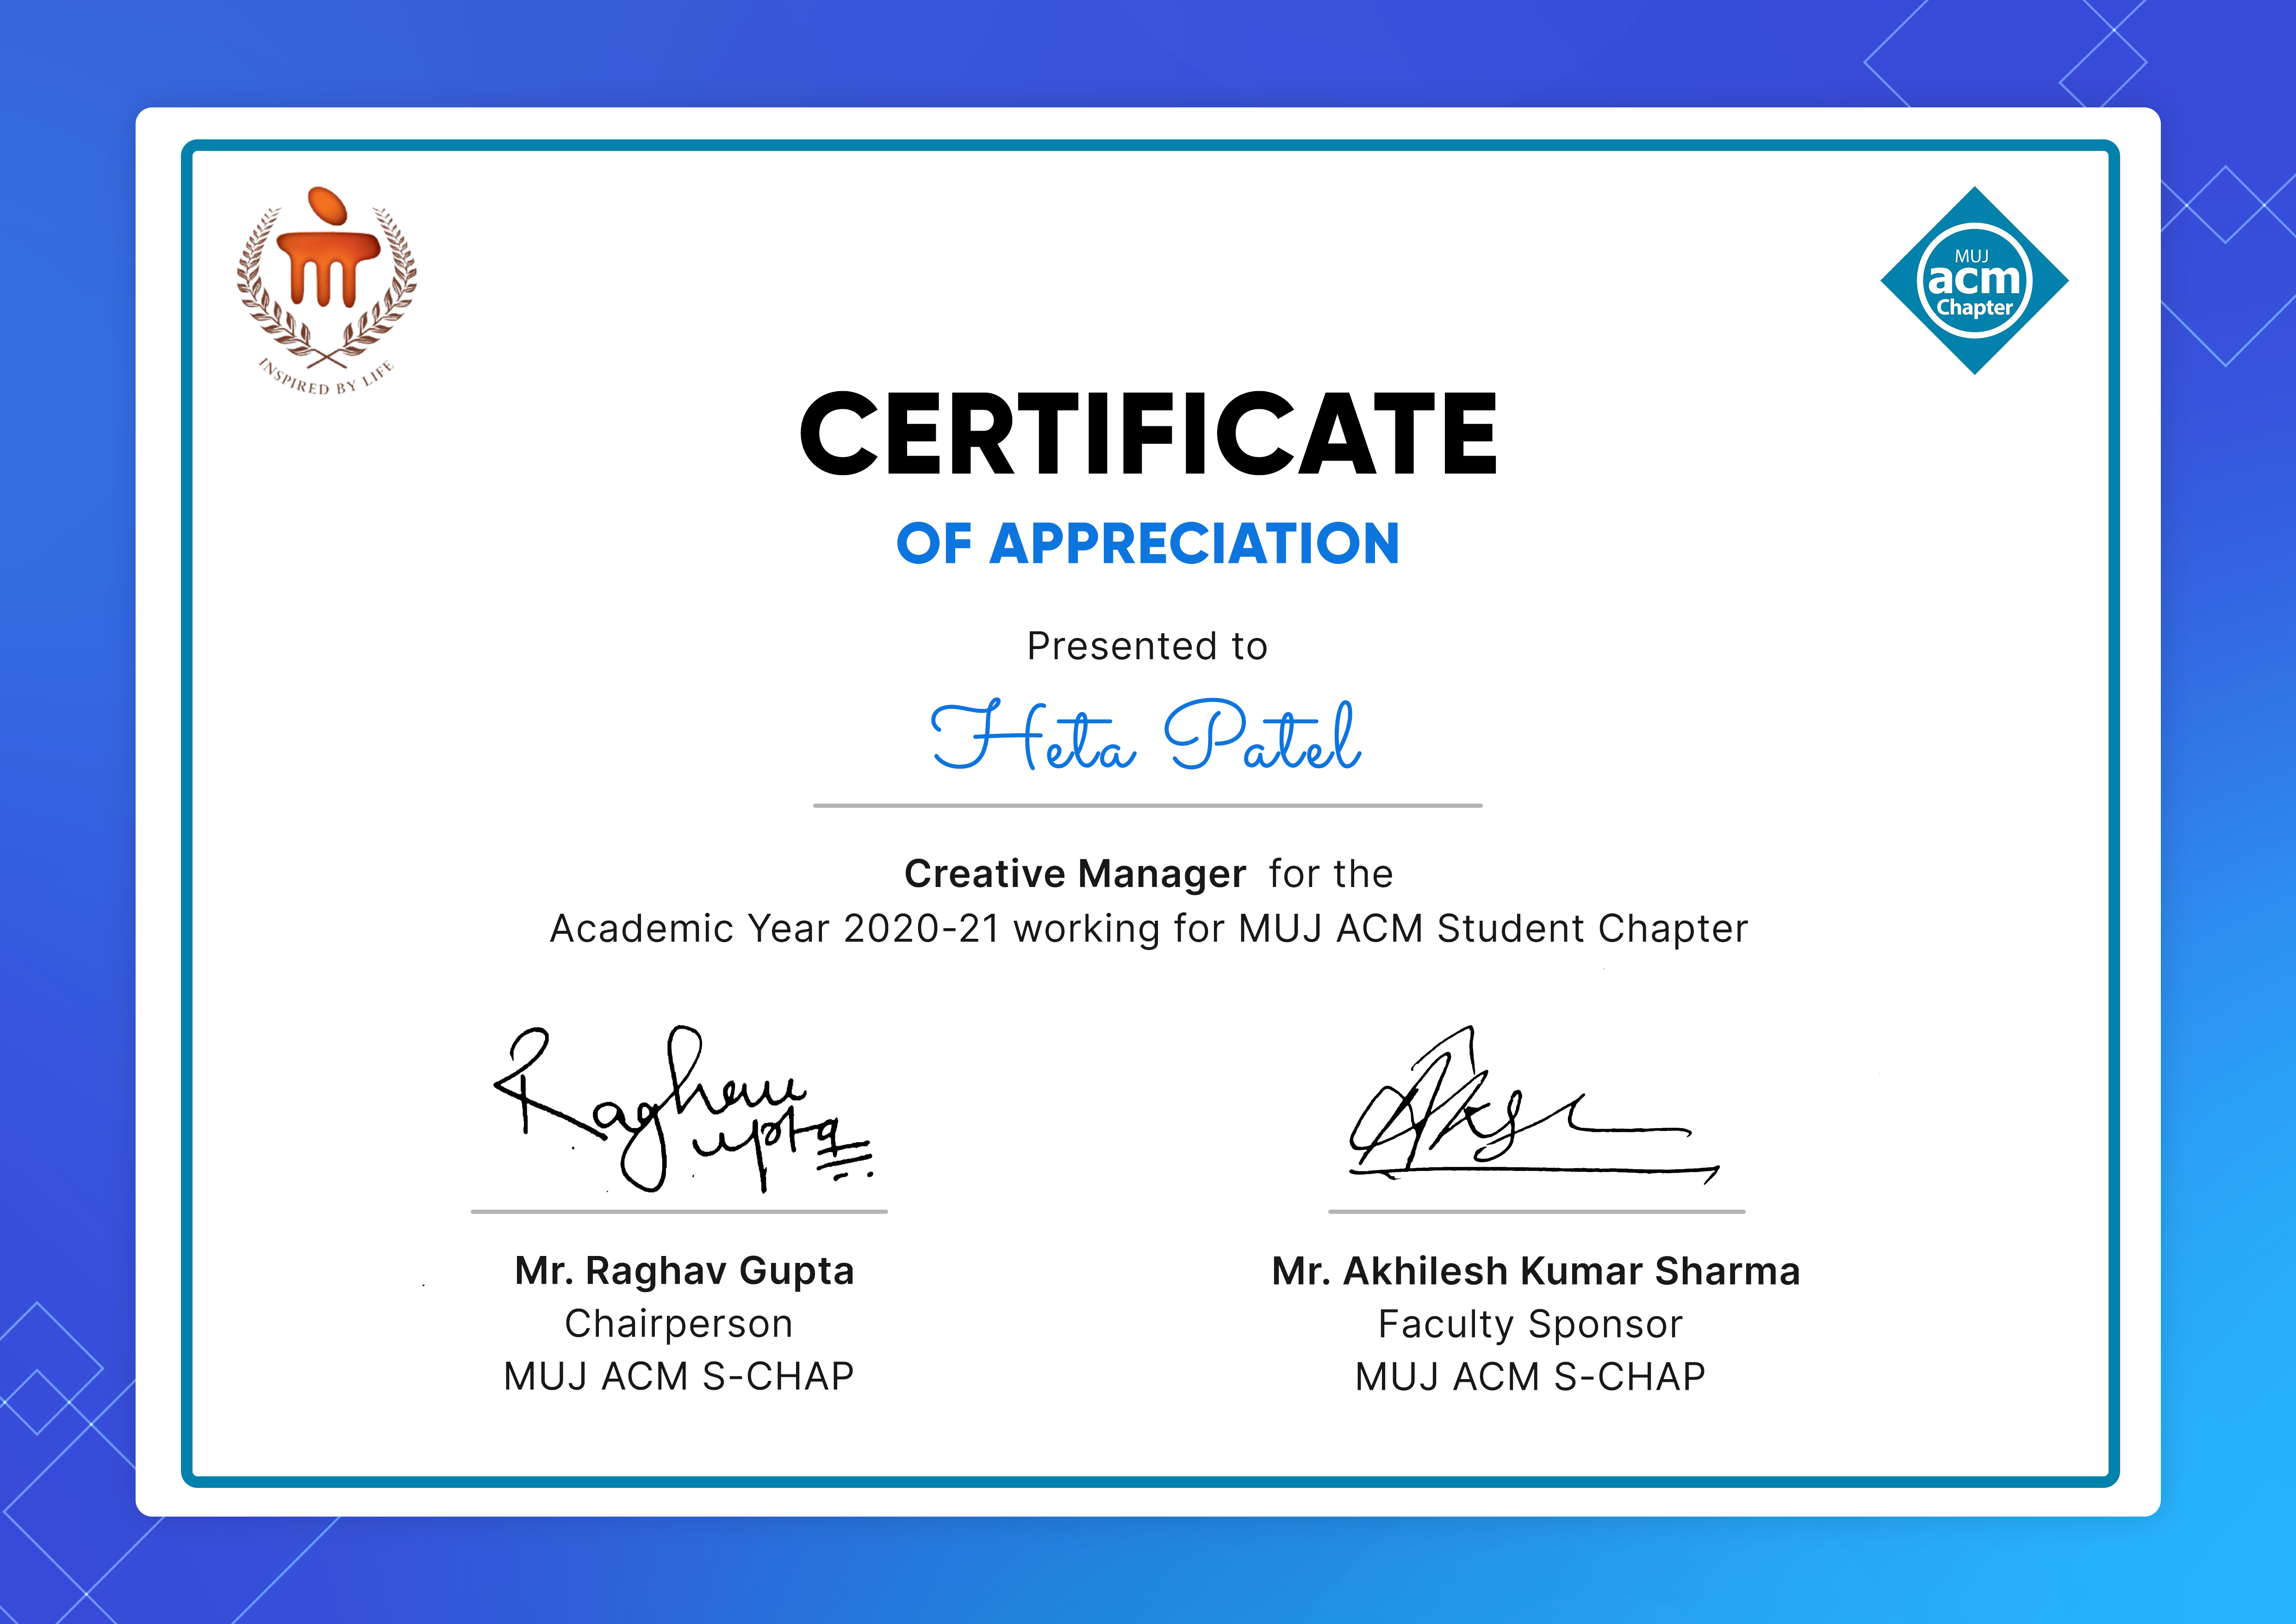 INSPIRED BY LIFE
MUJ
acm
Chapter
CERTIFICATE
OF APPRECIATION
Presented to
Heta Patel
Creative Manager for the
Academic Year 2020-21 working for MUJ ACM Student Chapter
Raghav
Gupta
Mr. Raghav Gupta
Chairperson
MUJ ACM S-CHAP
Mr. Akhilesh Kumar Sharma
Faculty Sponsor
MUJ ACM S-CHAP